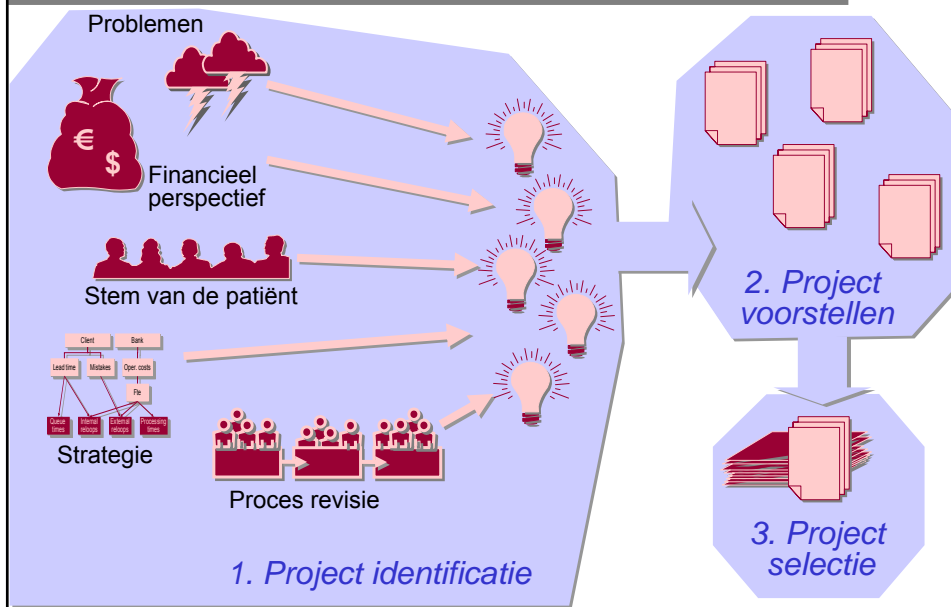 Problemen
€
$
Financieel
perspectief
Stem van de patiënt
Client
Bank
Lead time
Mistakes
Oper. costs
Fte
Queue
times
Internal
reloops
External
reloops
Processing
times
Strategie
Proces revisie
1. Project identificatie
2. Project
voorstellen
3. Project
selectie